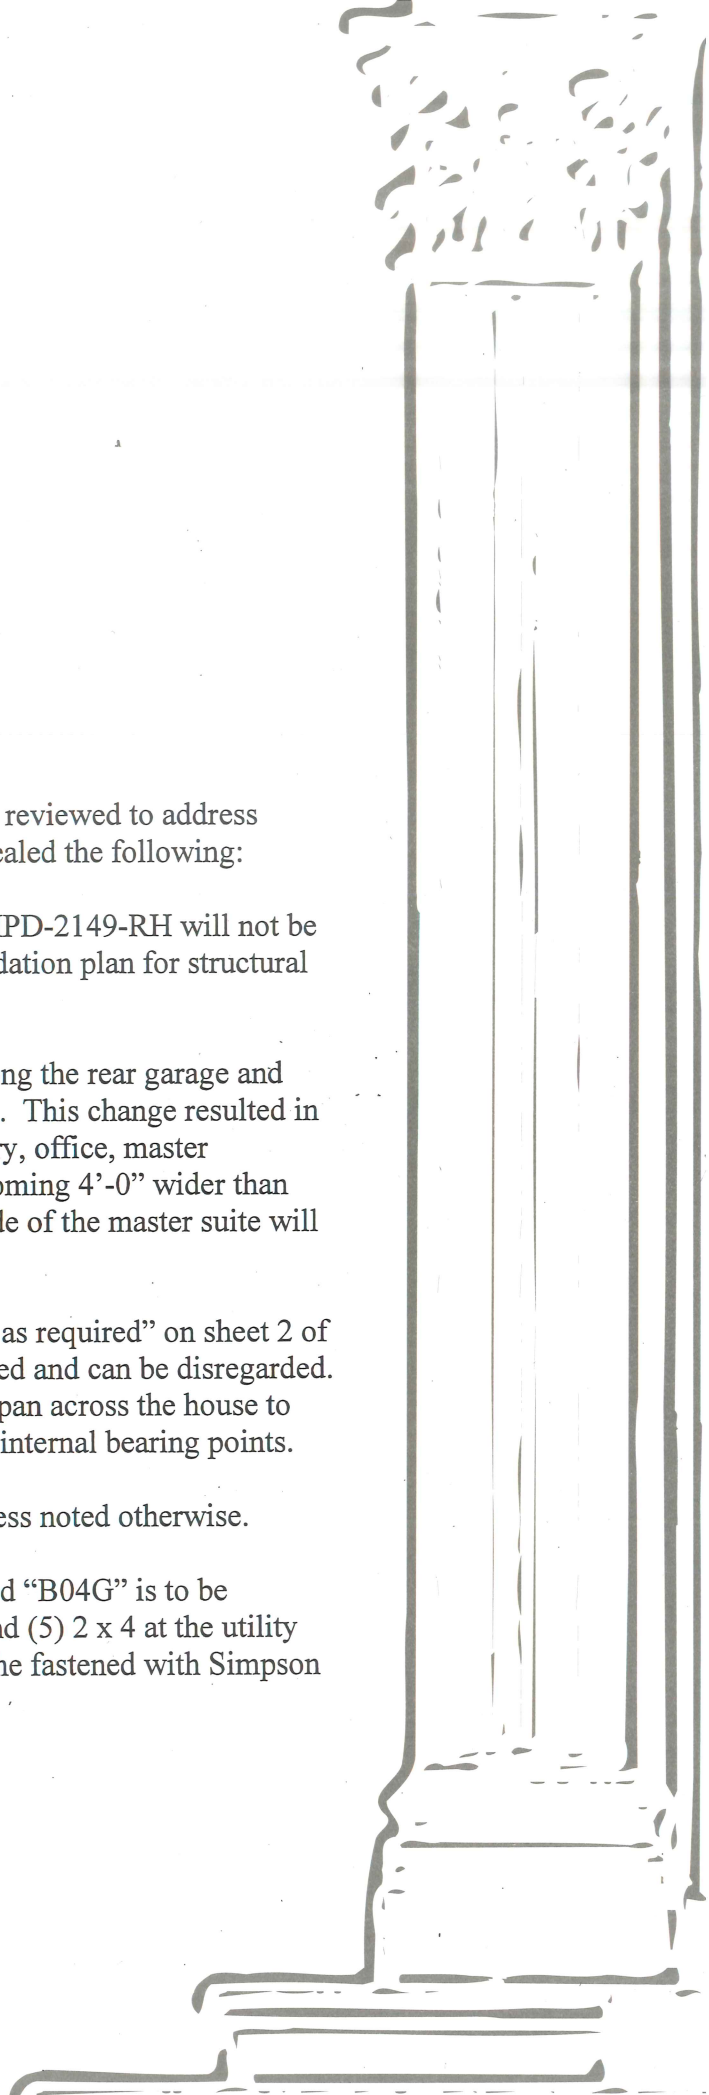 reviewed to address
ealed the following:
PD-2149-RH will not be
dation plan for structural
ng the rear garage and
. This change resulted in
y, office, master
oming 4’-0” wider than
le of the master suite will
as required” on sheet 2 of
ed and can be disregarded.
pan across the house to
internal bearing points.
ess noted otherwise.
d “B04G” is to be
nd (5) 2 x 4 at the utility
ne fastened with Simpson